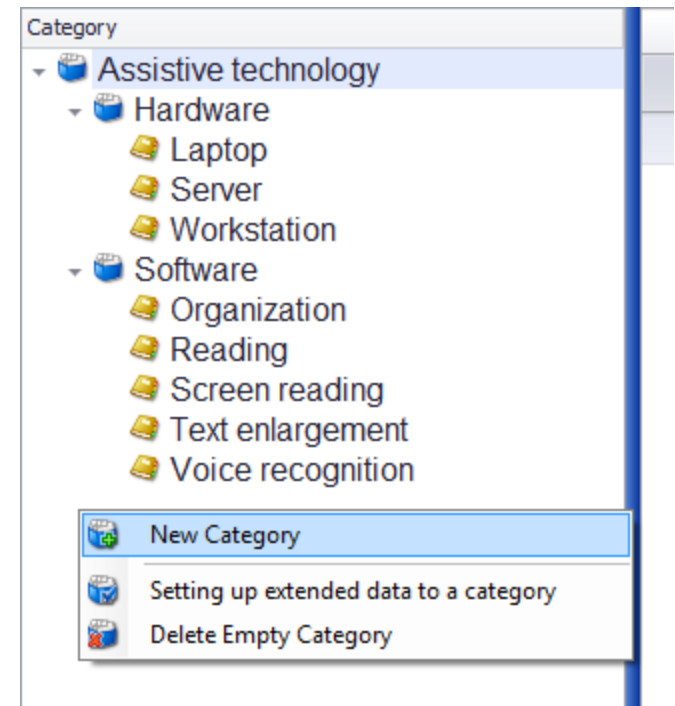 Category
Assistive technology
Hardware
Laptop
Server
Workstation
Software
Organization
Reading
Screen reading
Text enlargement
Voice recognition
New Category
Setting up extended data to a category
Delete Empty Category